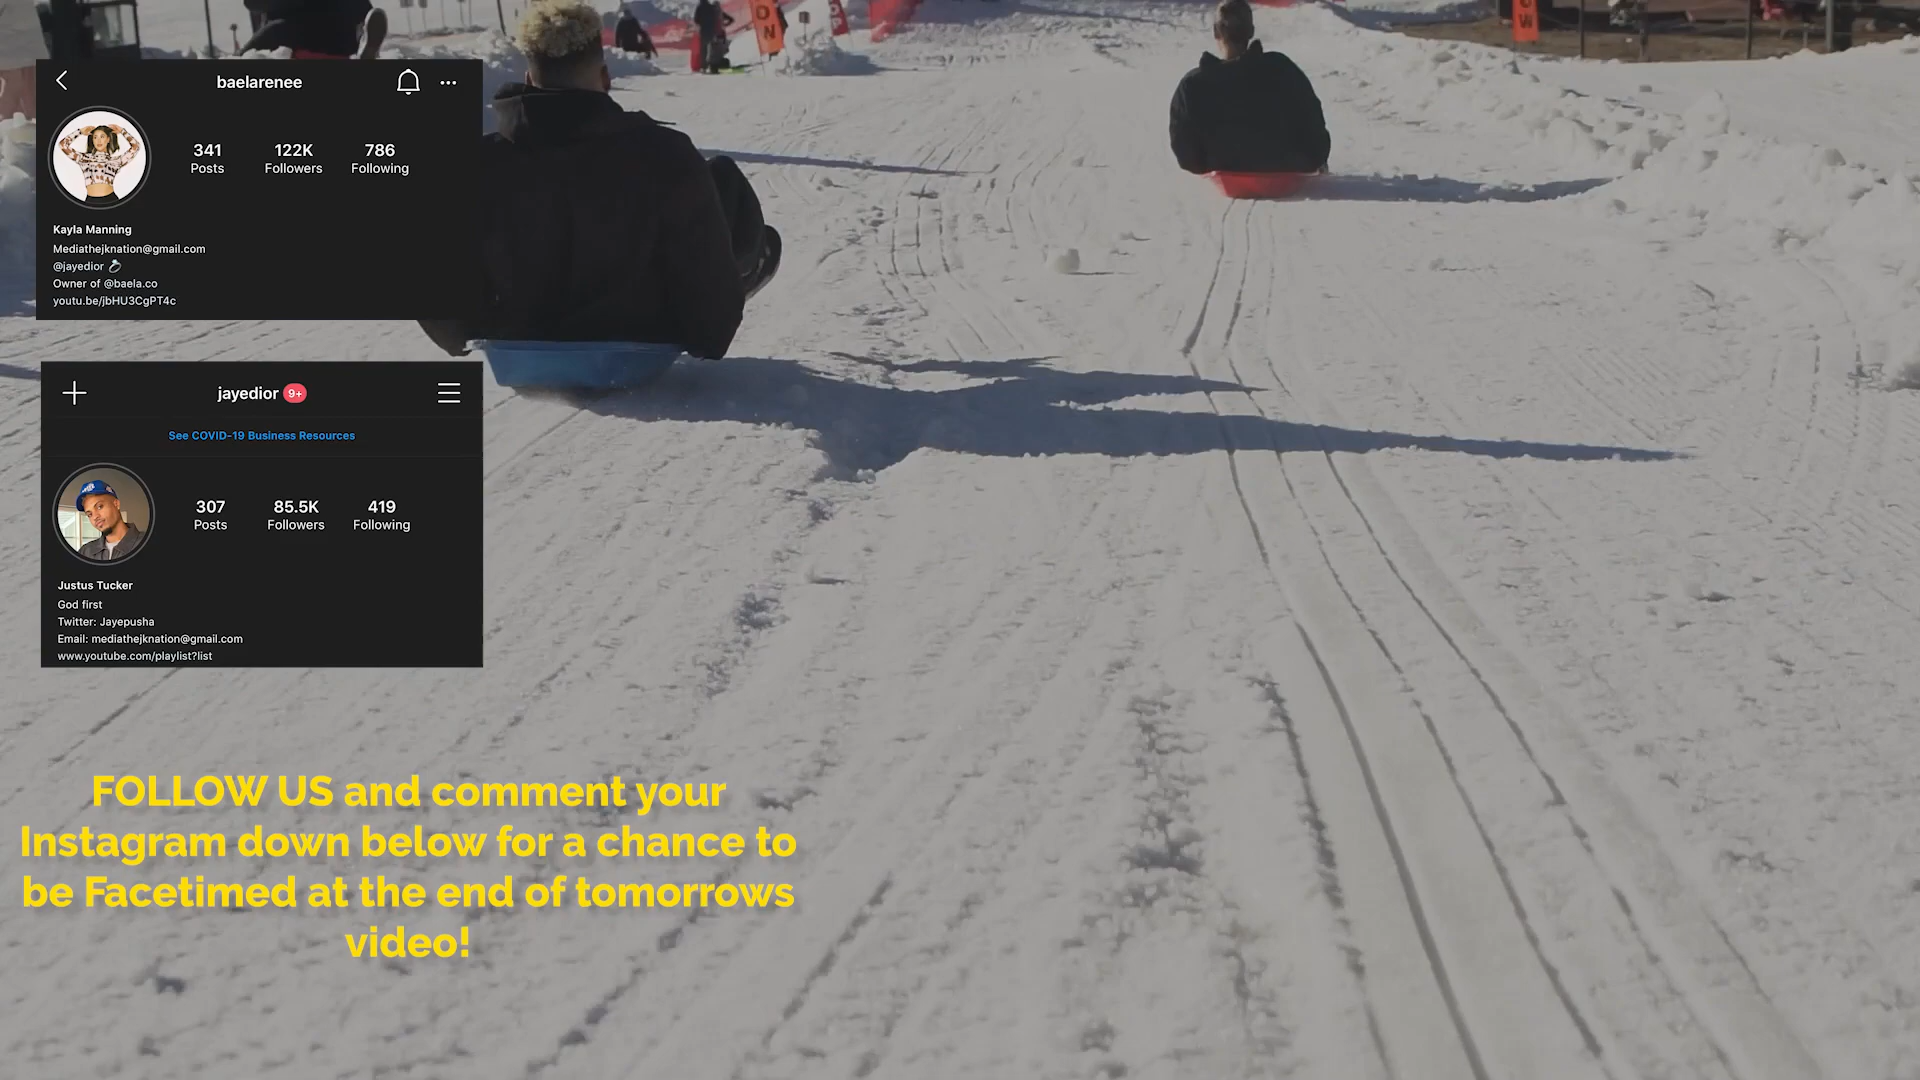 baelarenee
341
122K
786
Posts
Followers
Following
Kayla Manning
Mediathejknation@gmail.com
@jayedior
Owner of @baela.co
youtu.be/jbHU3CgPT4c
jayedior 9+
See COVID-19 Business Resources
307
85.5K
419
Posts
Followers
Following
Justus Tucker
God first
Twitter: Jayepusha
Email: mediathejknation@gmail.com
www.youtube.com/playlist?list
FOLLOW US and comment your
Instagram down below for a chance to
be Facetimed at the end of tomorrows
video!